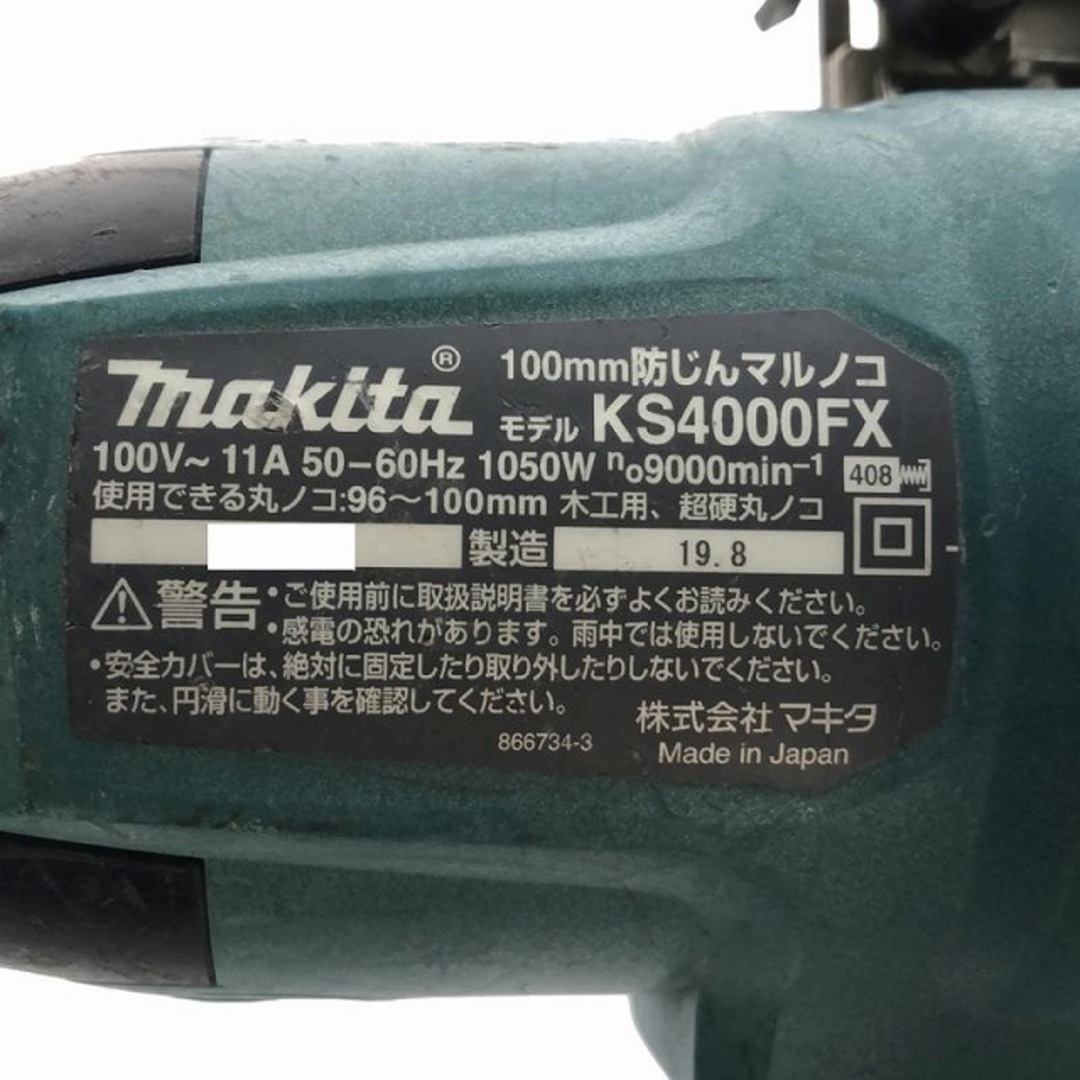 makita®
100mm防じんマルノコ
モデル KS4000FX
100V~ 11A 50-60Hz 1050W n₀9000min⁻¹ 408
使用できる丸ノコ:96~100mm 木工用、超硬丸ノコ
製造 19.8
警告
・ご使用前に取扱説明書を必ずよくお読みください。
・感電の恐れがあります。雨中では使用しないでください。
・安全カバーは、絶対に固定したり取り外したりしないでください。
また、円滑に動く事を確認してください。
866734-3
株式会社 マキタ
Made in Japan